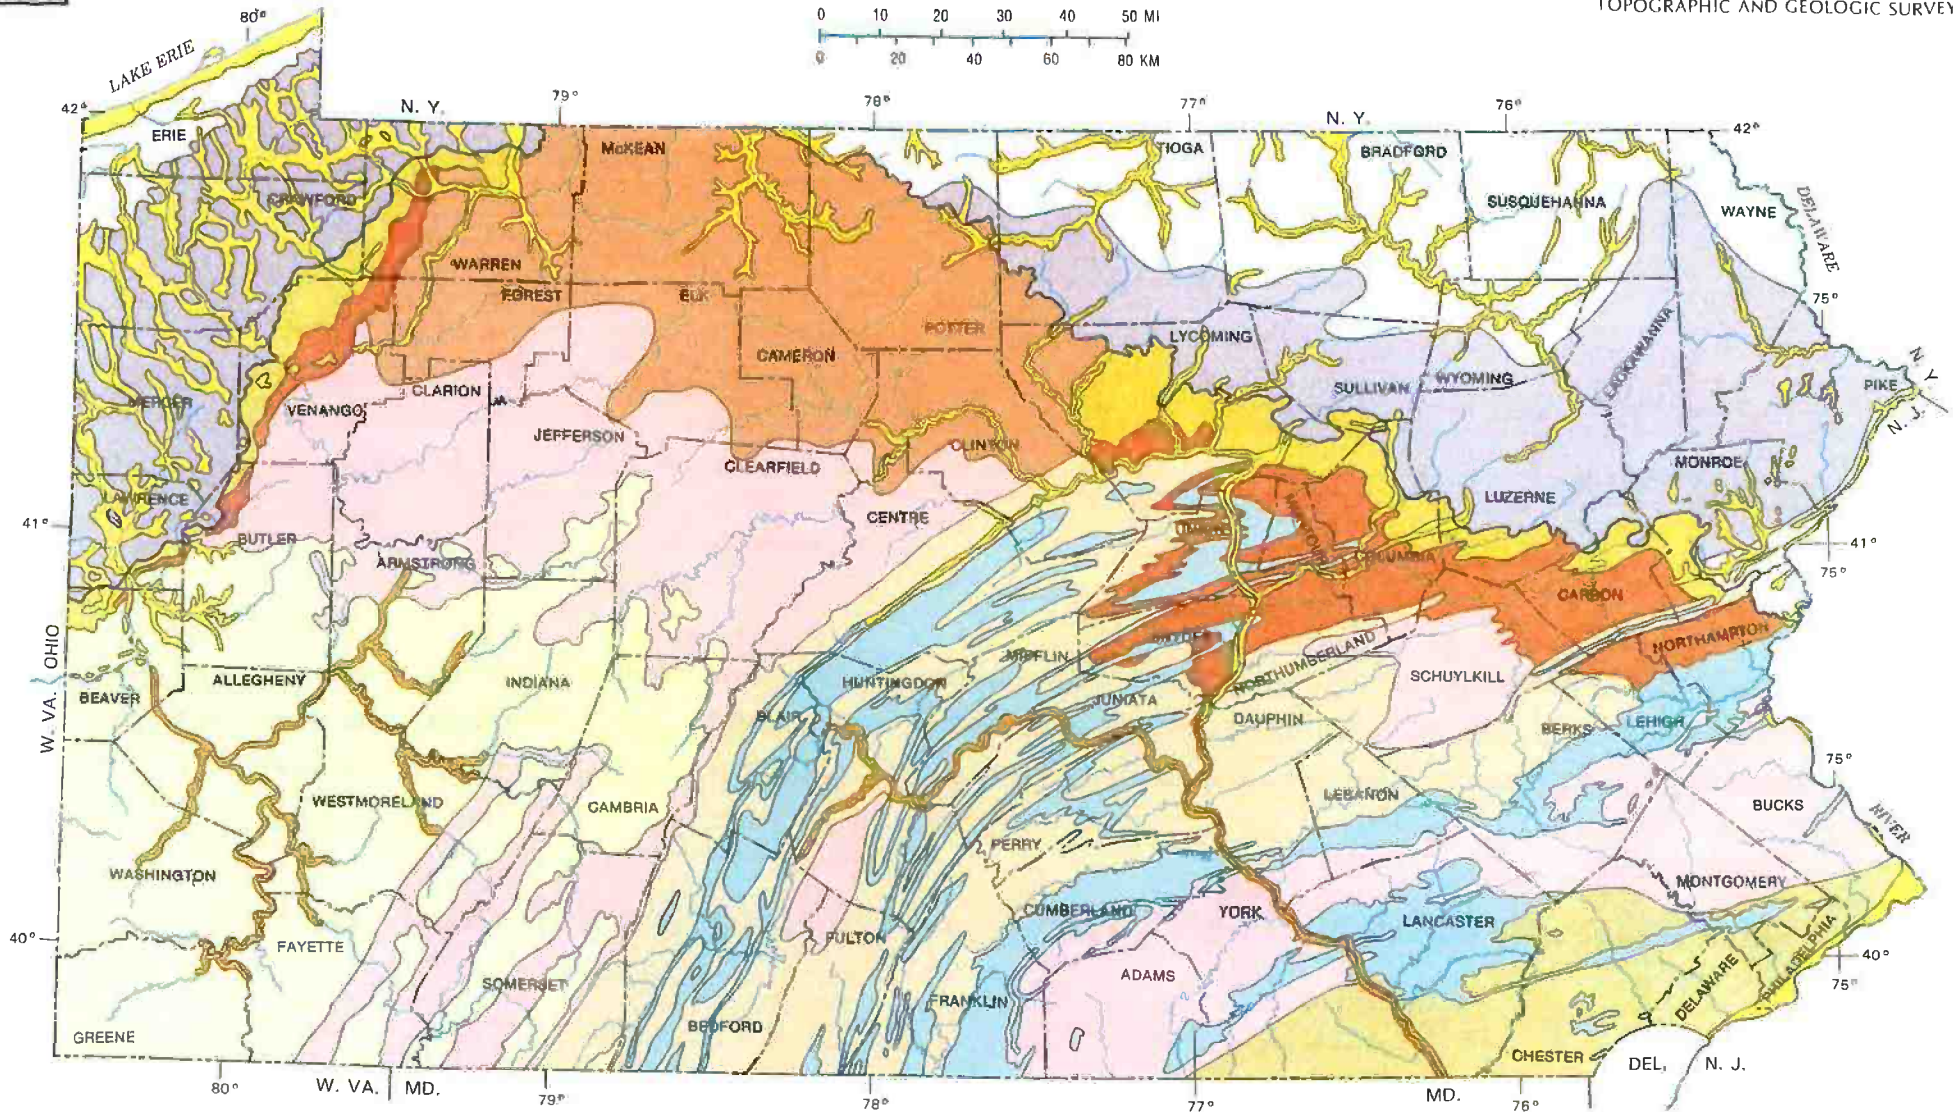 TOPOGRAPHIC AND GEOLOGIC SURVEY
0 10 20 30 40 50 MI
0 20 40 60 80 KM
80°
LAKE ERIE
42°
ERIE
N. Y.
79°
McKEAN
78°
77°
N. Y.
76°
42°
TIOGA
BRADFORD
SUSQUEHANNA
WAYNE
DELAWARE
CRAWFORD
WARREN
FOREST
ELK
POTTER
CAMERON
LYCOMING
SULLIVAN
WYOMING
LACKAWANNA
75°
PIKE
N. Y.
N. J.
MERCER
VENANGO
CLARION
JEFFERSON
CLEARFIELD
CLINTON
CENTRE
LUZERNE
MONROE
LAWRENCE
41°
BUTLER
ARMSTRONG
UNION
MONTOUR
COLUMBIA
CARBON
41°
75°
OHIO
W. VA.
BEAVER
ALLEGHENY
INDIANA
BLAIR
HUNTINGDON
MIFFLIN
JUNIATA
SNYDER
NORTHUMBERLAND
SCHUYLKILL
NORTHAMPTON
DAUPHIN
BERKS
LEHIGH
WESTMORELAND
CAMBRIA
PERRY
LEBANON
BUCKS
75°
RIVER
WASHINGTON
CUMBERLAND
YORK
LANCASTER
MONTGOMERY
40°
FAYETTE
SOMERSET
FULTON
ADAMS
FRANKLIN
BEDFORD
DELAWARE
PHILADELPHIA
40°
75°
GREENE
CHESTER
DEL.
N. J.
80°
W. VA.
MD.
79°
78°
77°
MD.
76°